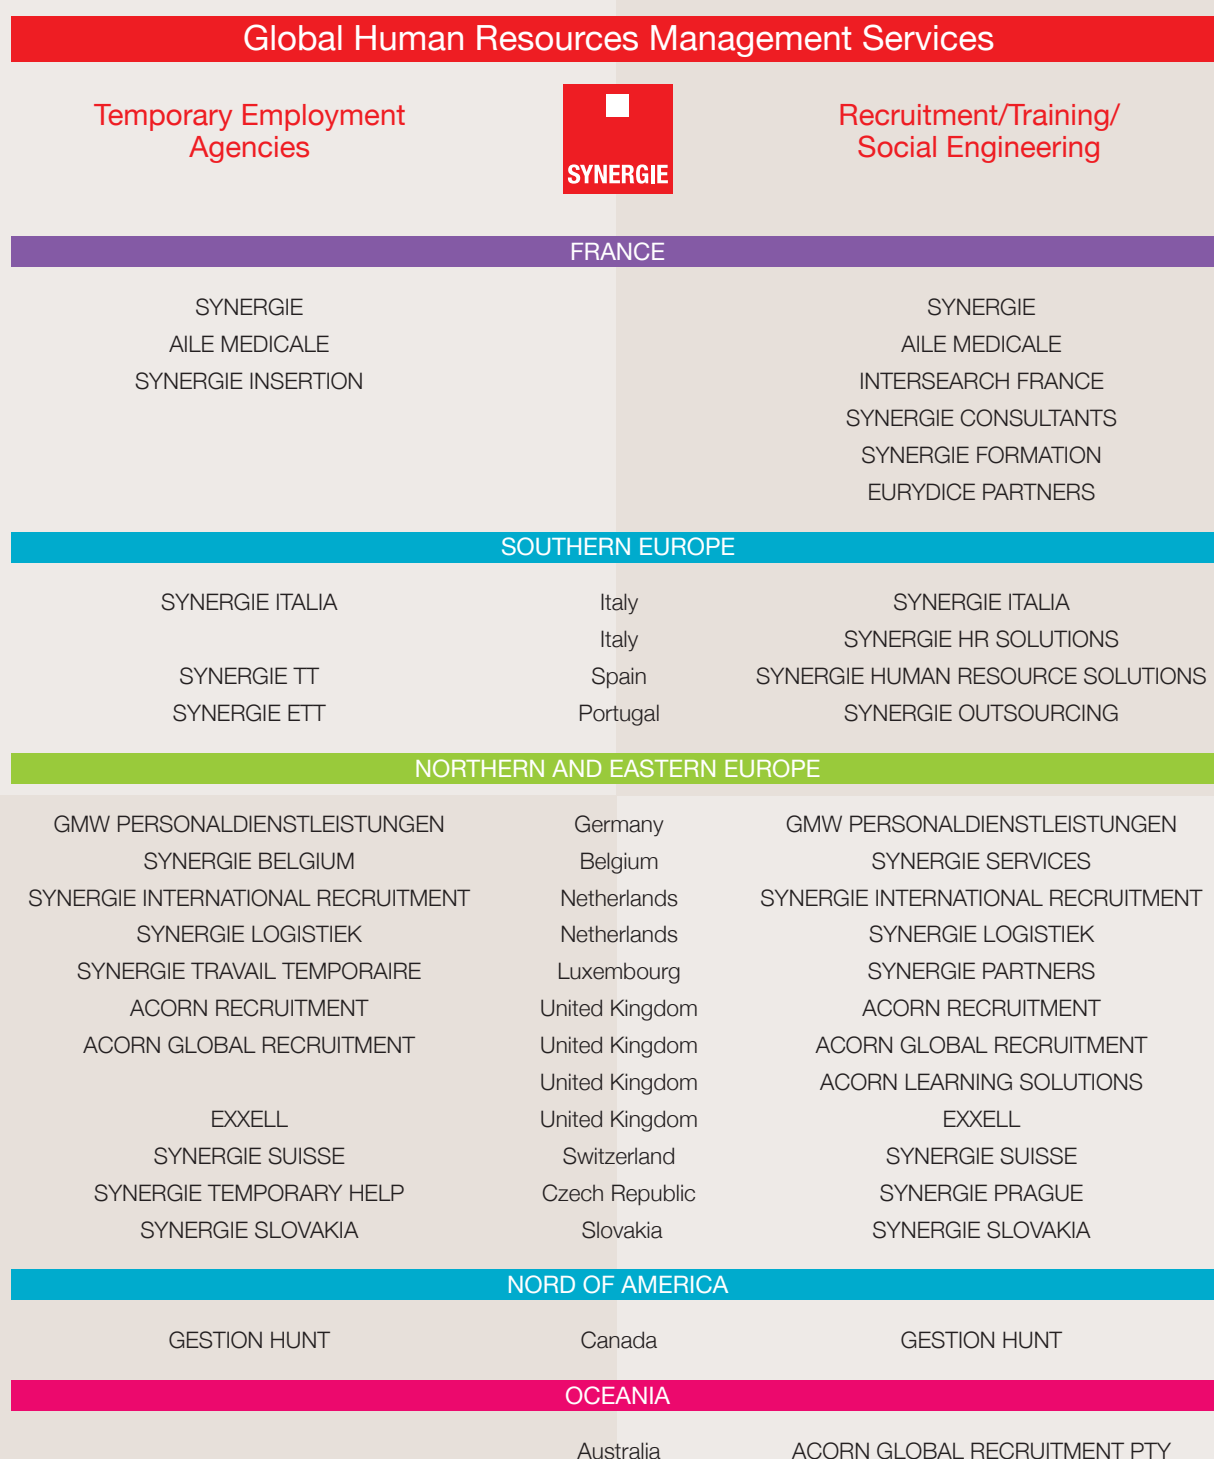 Global Human Resources Management Services
Temporary Employment
Agencies
SYNERGIE
Recruitment/Training/
Social Engineering
FRANCE
SYNERGIE SYNERGIE
AILE MEDICALE AILE MEDICALE
SYNERGIE INSERTION INTERSEARCH FRANCE
SYNERGIE CONSULTANTS
SYNERGIE FORMATION
EURYDICE PARTNERS
SOUTHERN EUROPE
SYNERGIE ITALIA Italy SYNERGIE ITALIA
Italy SYNERGIE HR SOLUTIONS
SYNERGIE TT Spain SYNERGIE HUMAN RESOURCE SOLUTIONS
SYNERGIE ETT Portugal SYNERGIE OUTSOURCING
NORTHERN AND EASTERN EUROPE
GMW PERSONALDIENSTLEISTUNGEN Germany GMW PERSONALDIENSTLEISTUNGEN
SYNERGIE BELGIUM Belgium SYNERGIE SERVICES
SYNERGIE INTERNATIONAL RECRUITMENT Netherlands SYNERGIE INTERNATIONAL RECRUITMENT
SYNERGIE LOGISTIEK Netherlands SYNERGIE LOGISTIEK
SYNERGIE TRAVAIL TEMPORAIRE Luxembourg SYNERGIE PARTNERS
ACORN RECRUITMENT United Kingdom ACORN RECRUITMENT
ACORN GLOBAL RECRUITMENT United Kingdom ACORN GLOBAL RECRUITMENT
United Kingdom ACORN LEARNING SOLUTIONS
EXXELL United Kingdom EXXELL
SYNERGIE SUISSE Switzerland SYNERGIE SUISSE
SYNERGIE TEMPORARY HELP Czech Republic SYNERGIE PRAGUE
SYNERGIE SLOVAKIA Slovakia SYNERGIE SLOVAKIA
NORD OF AMERICA
GESTION HUNT Canada GESTION HUNT
OCEANIA
Australia ACORN GLOBAL RECRUITMENT PTY